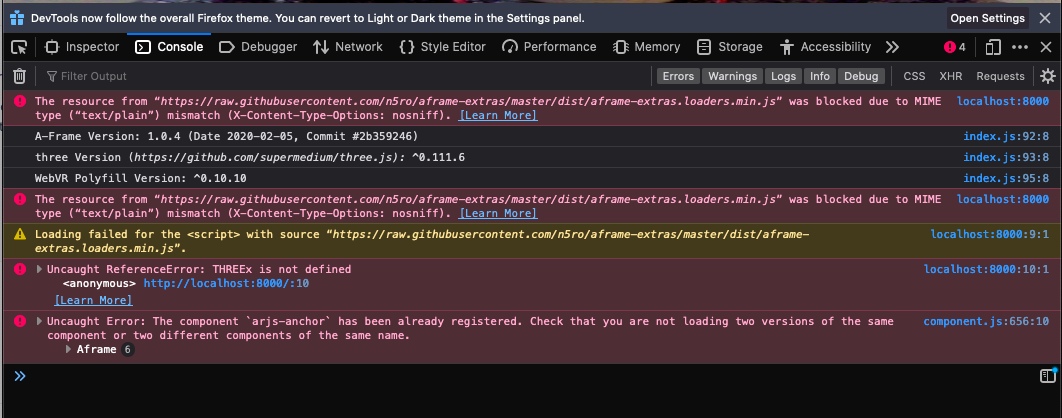 DevTools now follow the overall Firefox theme. You can revert to Light or Dark theme in the Settings panel. Open Settings
Inspector Console Debugger Network Style Editor Performance Memory Storage Accessibility 4
Filter Output Errors Warnings Logs Info Debug CSS XHR Requests
The resource from “https://raw.githubusercontent.com/n5ro/aframe-extras/master/dist/aframe-extras.loaders.min.js” was blocked due to MIME localhost:8000
type (“text/plain”) mismatch (X-Content-Type-Options: nosniff). [Learn More]
A-Frame Version: 1.0.4 (Date 2020-02-05, Commit #2b359246) index.js:92:8
three Version (https://github.com/supermedium/three.js): ^0.111.6 index.js:93:8
WebVR Polyfill Version: ^0.10.10 index.js:95:8
The resource from “https://raw.githubusercontent.com/n5ro/aframe-extras/master/dist/aframe-extras.loaders.min.js” was blocked due to MIME localhost:8000
type (“text/plain”) mismatch (X-Content-Type-Options: nosniff). [Learn More]
Loading failed for the <script> with source “https://raw.githubusercontent.com/n5ro/aframe-extras/master/dist/aframe- localhost:8000:9:1
extras.loaders.min.js”.
Uncaught ReferenceError: THREEx is not defined localhost:8000:10:1
<anonymous> http://localhost:8000/:10
[Learn More]
Uncaught Error: The component `arjs-anchor` has been already registered. Check that you are not loading two versions of the same component.js:656:10
component or two different components of the same name.
Aframe 6